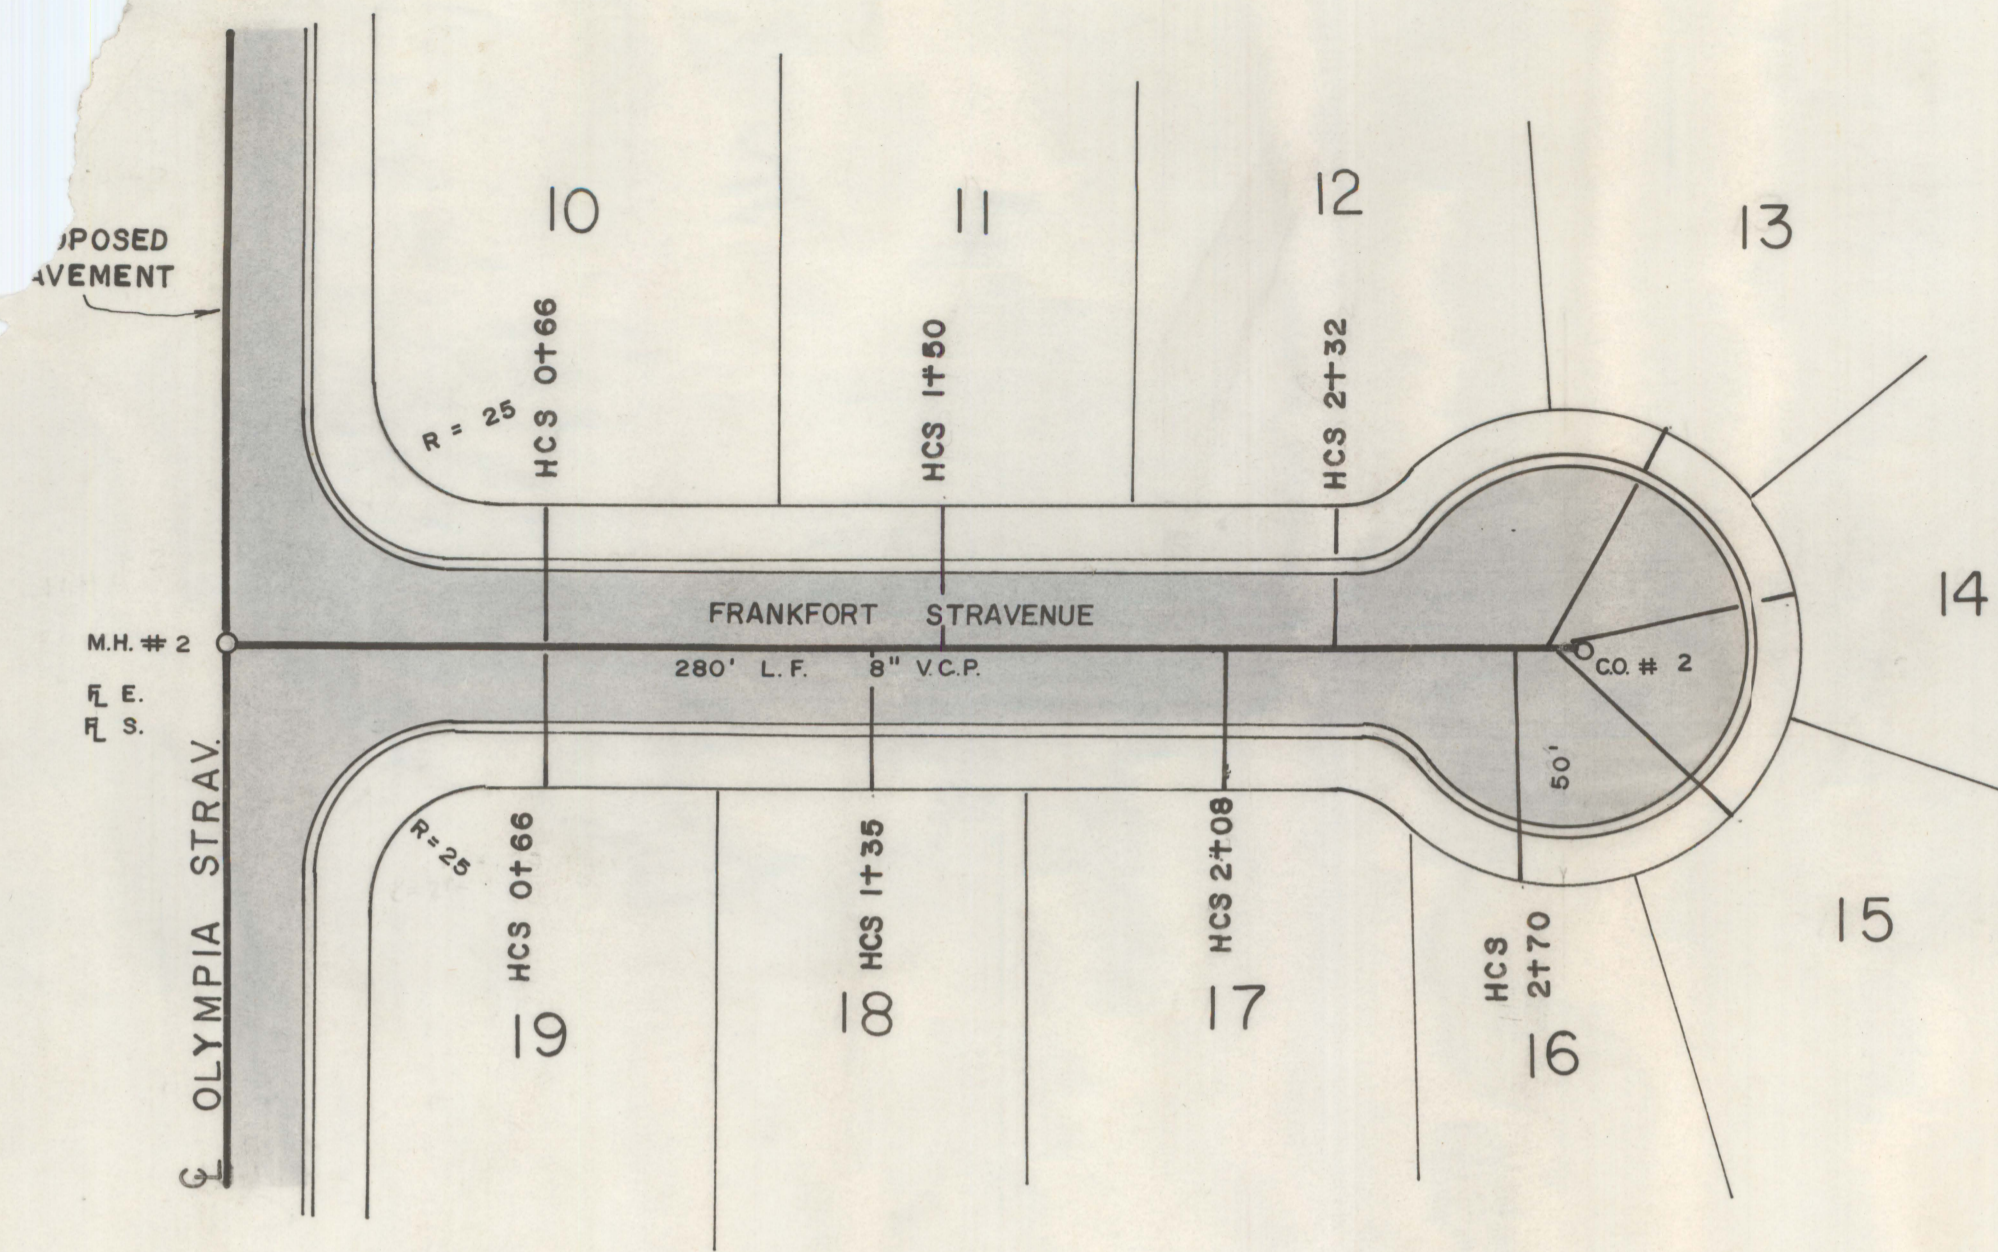 10
11
12
13
14
POSED
AVEMENT
R = 25
HCS 0+66
HCS 1+50
HCS 2+32
FRANKFORT STRAVENUE
M.H. # 2
280' L.F. 8" V.C.P.
C.O. # 2
FL E.
FL S.
50'
℄ OLYMPIA STRAV.
R = 25
HCS 0+66
HCS 1+35
HCS 2+08
HCS
2+70
15
19
18
17
16